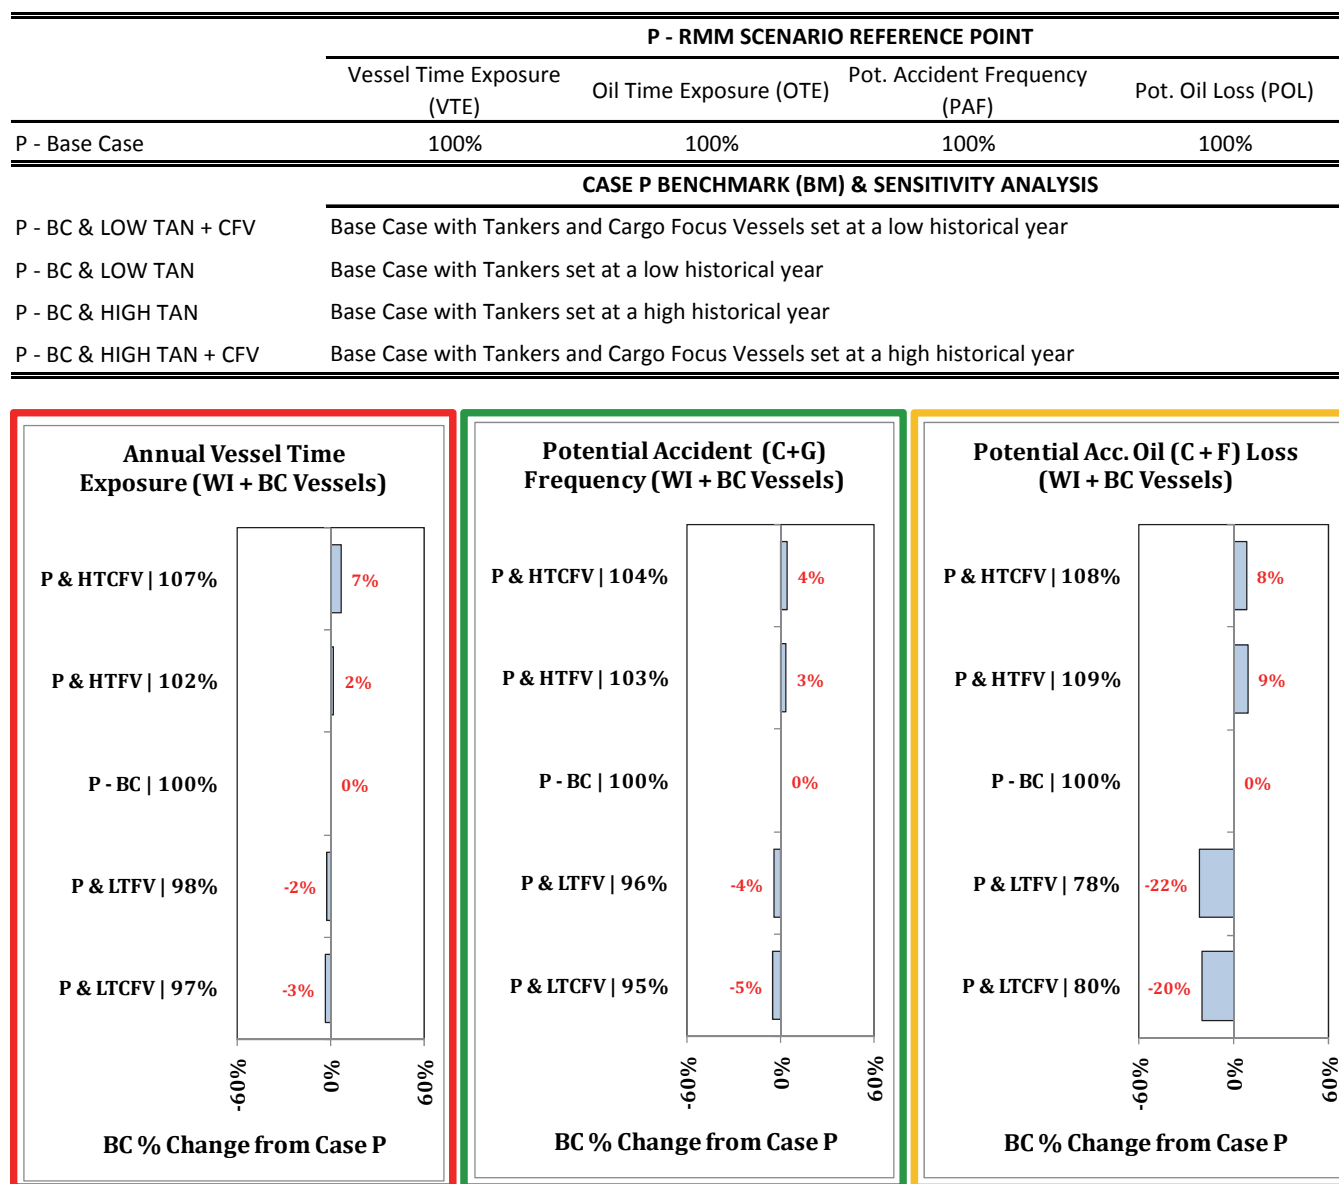 P - RMM SCENARIO REFERENCE POINT
Vessel Time Exposure (VTE) Oil Time Exposure (OTE) Pot. Accident Frequency (PAF) Pot. Oil Loss (POL)
P - Base Case 100% 100% 100% 100%
CASE P BENCHMARK (BM) & SENSITIVITY ANALYSIS
P - BC & LOW TAN + CFV Base Case with Tankers and Cargo Focus Vessels set at a low historical year
P - BC & LOW TAN Base Case with Tankers set at a low historical year
P - BC & HIGH TAN Base Case with Tankers set at a high historical year
P - BC & HIGH TAN + CFV Base Case with Tankers and Cargo Focus Vessels set at a high historical year
Annual Vessel Time
Exposure (WI + BC Vessels)
P & HTCFV | 107% 7%
P & HTFV | 102% 2%
P - BC | 100% 0%
P & LTFV | 98% -2%
P & LTCFV | 97% -3%
-60% 0% 60%
BC % Change from Case P
Potential Accident (C+G)
Frequency (WI + BC Vessels)
P & HTCFV | 104% 4%
P & HTFV | 103% 3%
P - BC | 100% 0%
P & LTFV | 96% -4%
P & LTCFV | 95% -5%
-60% 0% 60%
BC % Change from Case P
Potential Acc. Oil (C + F) Loss
(WI + BC Vessels)
P & HTCFV | 108% 8%
P & HTFV | 109% 9%
P - BC | 100% 0%
P & LTFV | 78% -22%
P & LTCFV | 80% -20%
-60% 0% 60%
BC % Change from Case P